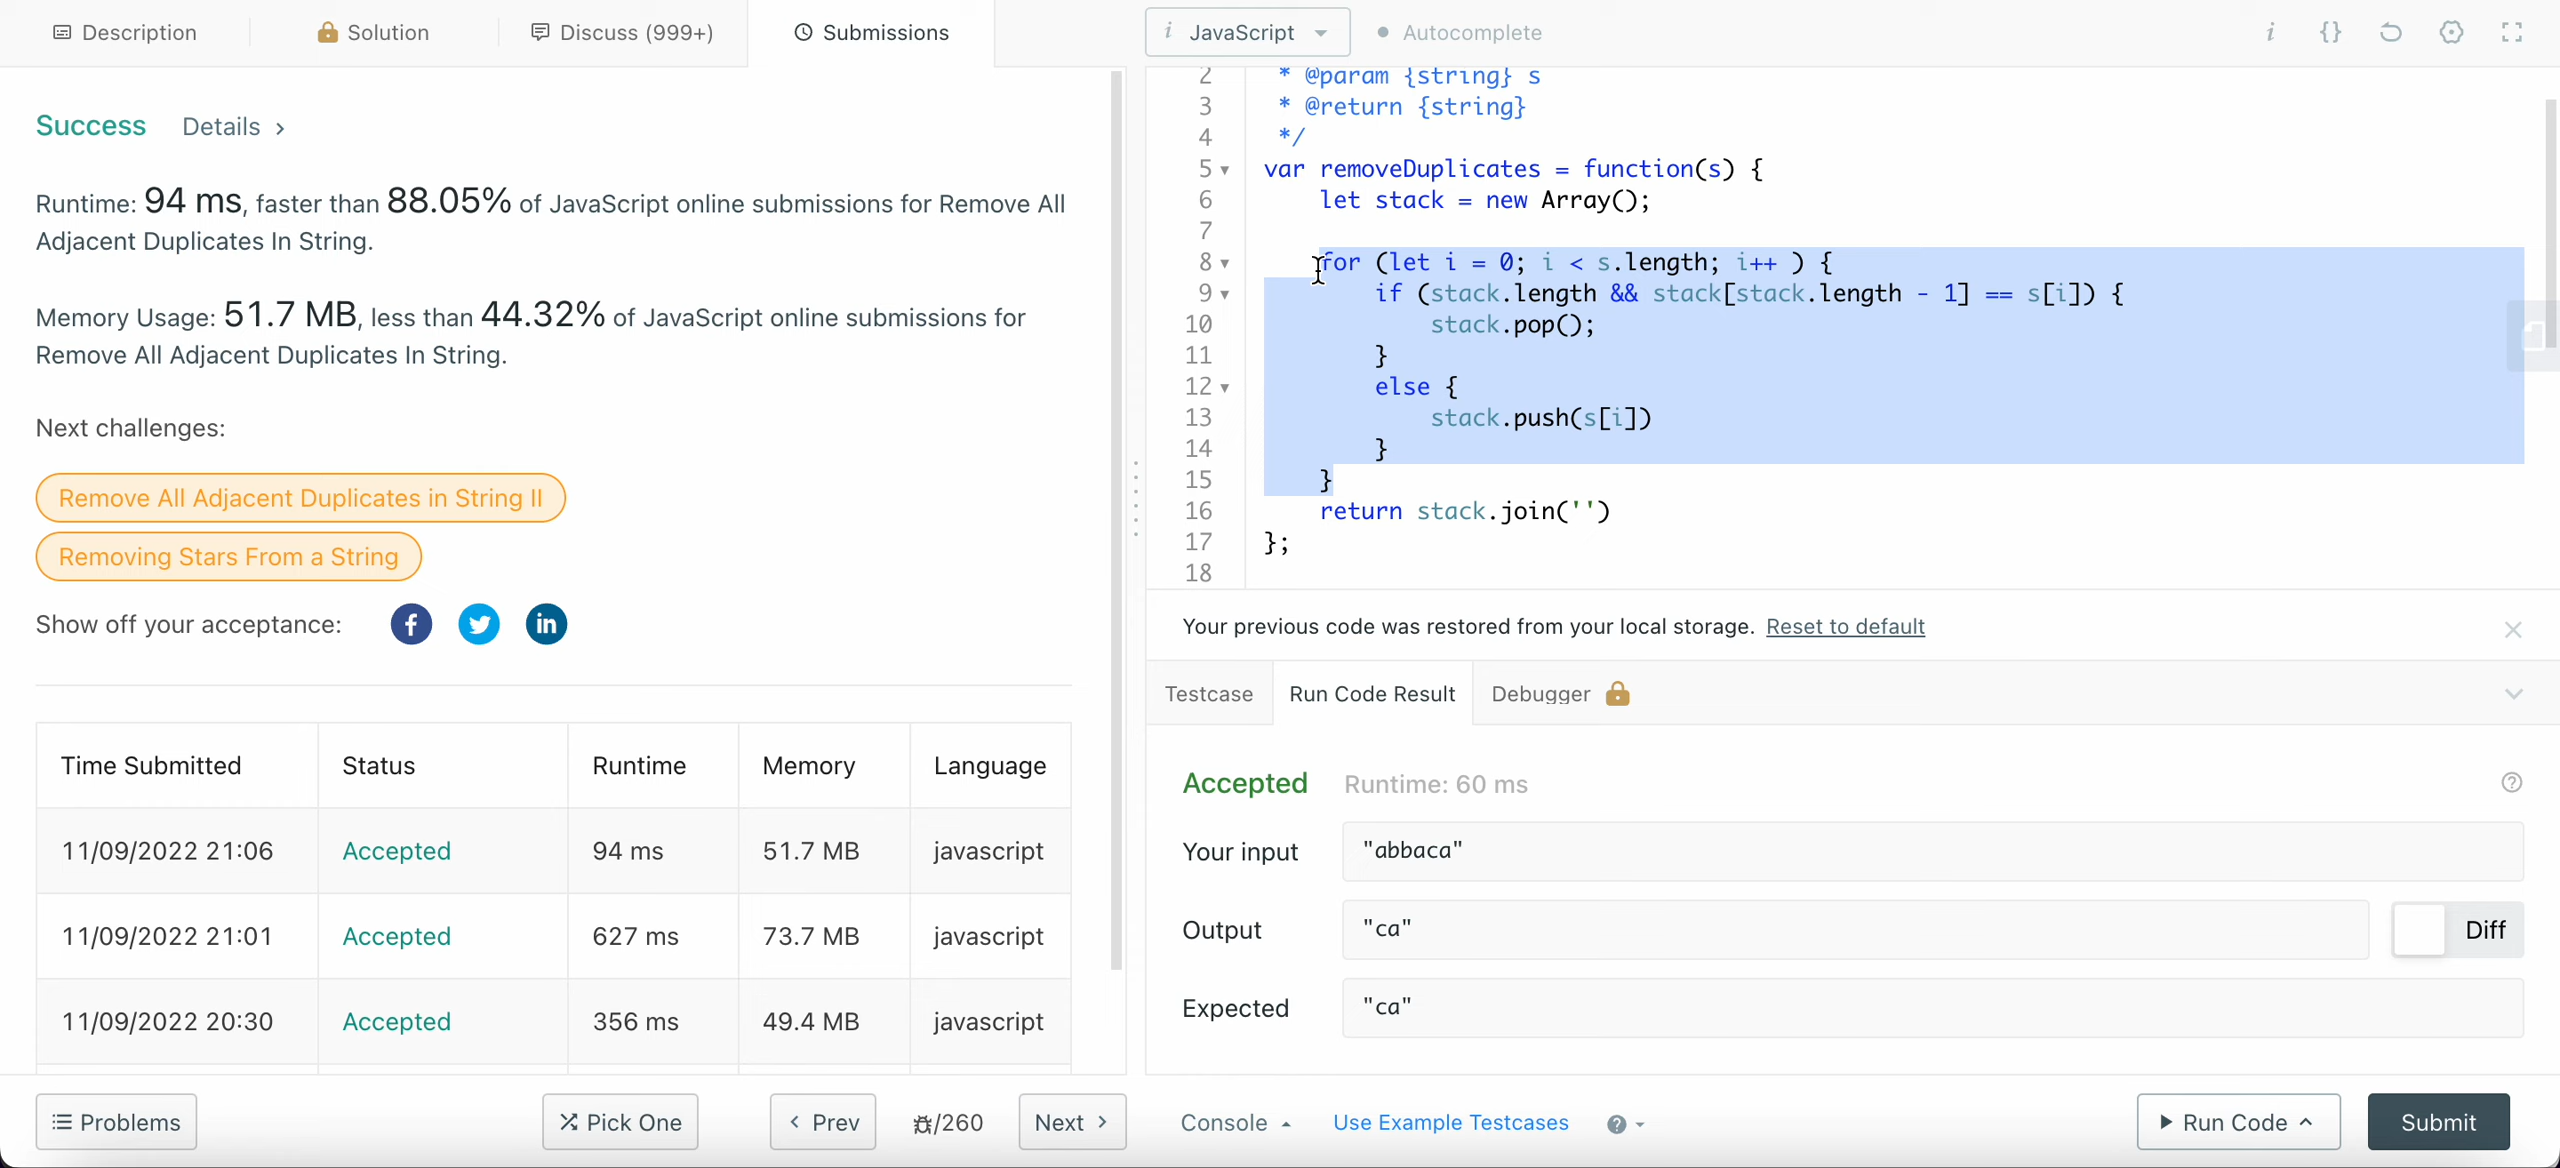 Description
Solution
Discuss (999+)
Submissions
Success Details
Runtime: 94 ms, faster than 88.05% of JavaScript online submissions for Remove All
Adjacent Duplicates In String.
Memory Usage: 51.7 MB, less than 44.32% of JavaScript online submissions for
Remove All Adjacent Duplicates In String.
Next challenges:
Remove All Adjacent Duplicates in String II
Removing Stars From a String
Show off your acceptance:
Time Submitted Status Runtime Memory Language
11/09/2022 21:06 Accepted 94 ms 51.7 MB javascript
11/09/2022 21:01 Accepted 627 ms 73.7 MB javascript
11/09/2022 20:30 Accepted 356 ms 49.4 MB javascript
Problems
Pick One
Prev
/260
Next
i JavaScript
Autocomplete
i {}
2 * @param {string} s
3 * @return {string}
4 */
5 var removeDuplicates = function(s) {
6 let stack = new Array();
7
8 for (let i = 0; i < s.length; i++ ) {
9 if (stack.length && stack[stack.length - 1] == s[i]) {
10 stack.pop();
11 }
12 else {
13 stack.push(s[i])
14 }
15 }
16 return stack.join('')
17 };
18
Your previous code was restored from your local storage. Reset to default
Testcase Run Code Result Debugger
Accepted Runtime: 60 ms
Your input "abbaca"
Output "ca" Diff
Expected "ca"
Console Use Example Testcases
Run Code
Submit